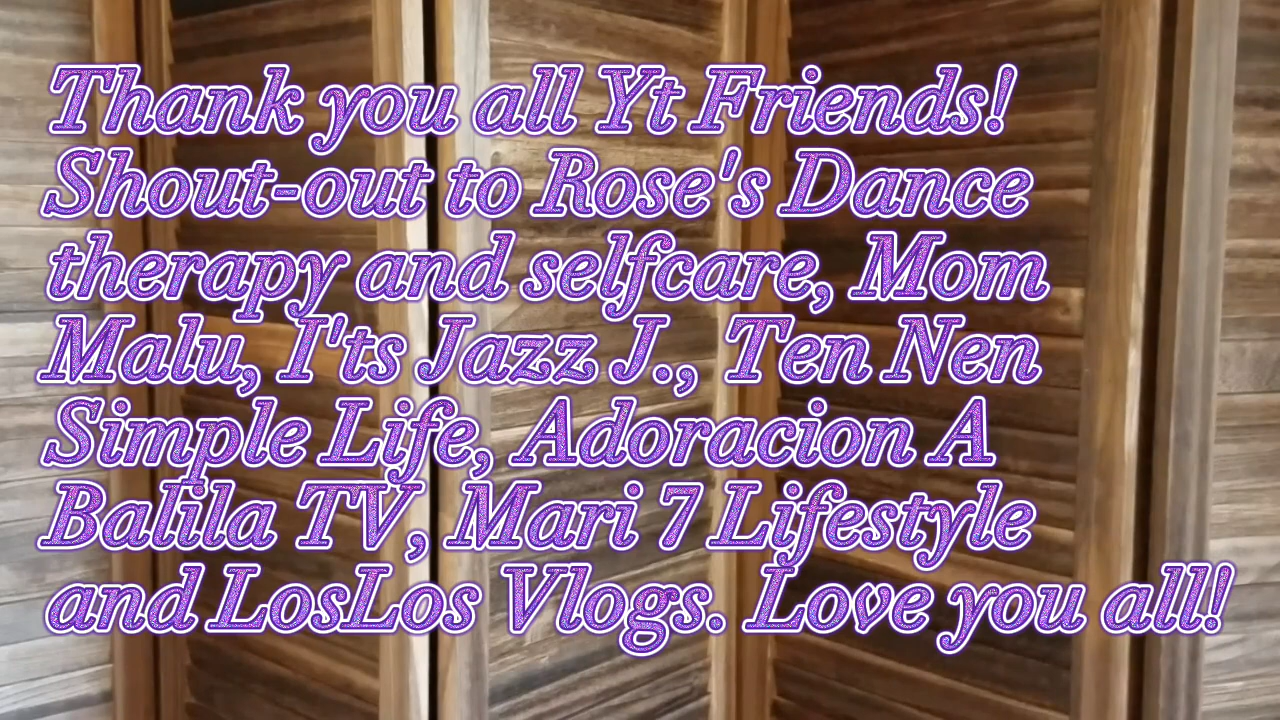 Thank you all Yt Friends!
Shout-out to Rose's Dance
therapy and selfcare, Mom
Malu, I'ts Jazz J., Ten Nen
Simple Life, Adoracion A
Balila TV, Mari 7 Lifestyle
and LosLos Vlogs. Love you all!